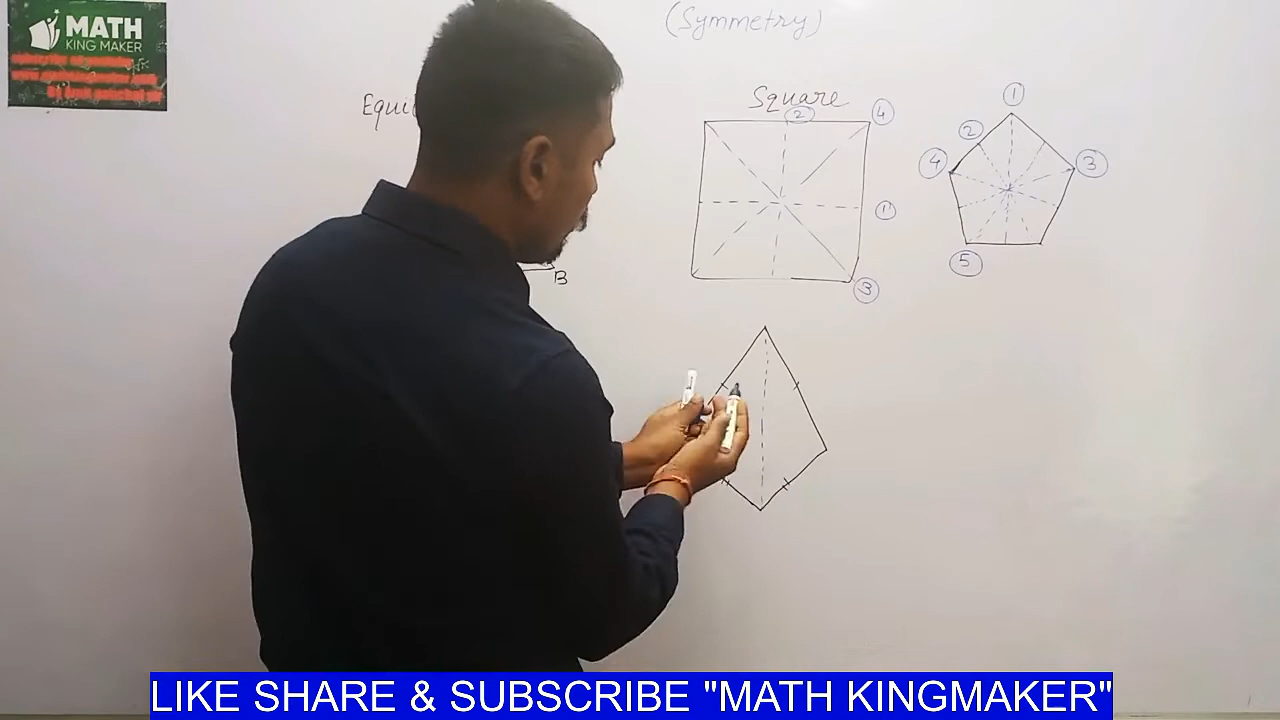 MATH
KING MAKER
(Symmetry)
Square
② ④
①
③
①
②
④ ③
⑤
B
LIKE SHARE & SUBSCRIBE "MATH KINGMAKER"